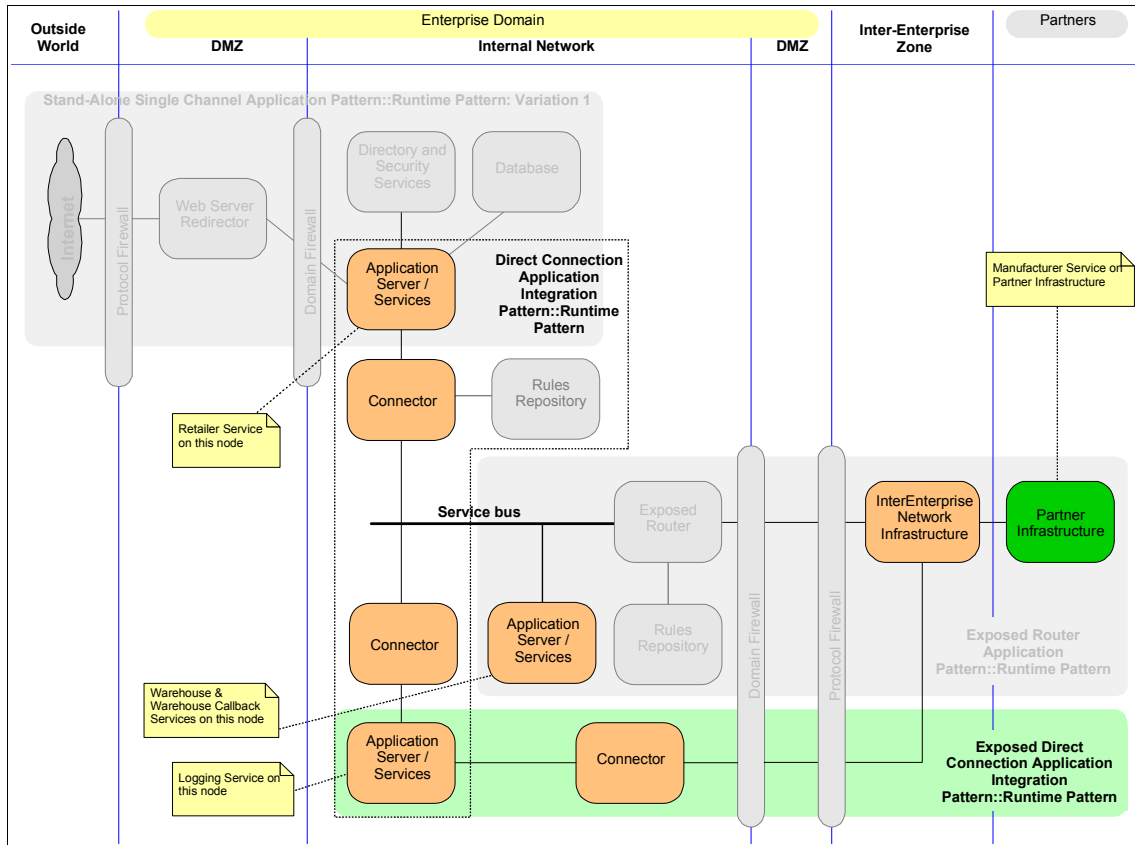 Enterprise Domain
Partners
Outside
World
DMZ
Internal Network
DMZ
Inter-Enterprise
Zone
Stand-Alone Single Channel Application Pattern::Runtime Pattern: Variation 1
Internet
Protocol Firewall
Web Server
Redirector
Domain Firewall
Directory and
Security
Services
Database
Application
Server /
Services
Direct Connection
Application
Integration
Pattern::Runtime
Pattern
Manufacturer Service on
Partner Infrastructure
Connector
Rules
Repository
Retailer Service
on this node
Service bus
Exposed
Router
InterEnterprise
Network
Infrastructure
Partner
Infrastructure
Connector
Application
Server /
Services
Rules
Repository
Domain Firewall
Protocol Firewall
Exposed Router
Application
Pattern::Runtime Pattern
Warehouse &
Warehouse Callback
Services on this node
Application
Server /
Services
Connector
Exposed Direct
Connection Application
Integration
Pattern::Runtime Pattern
Logging Service on
this node